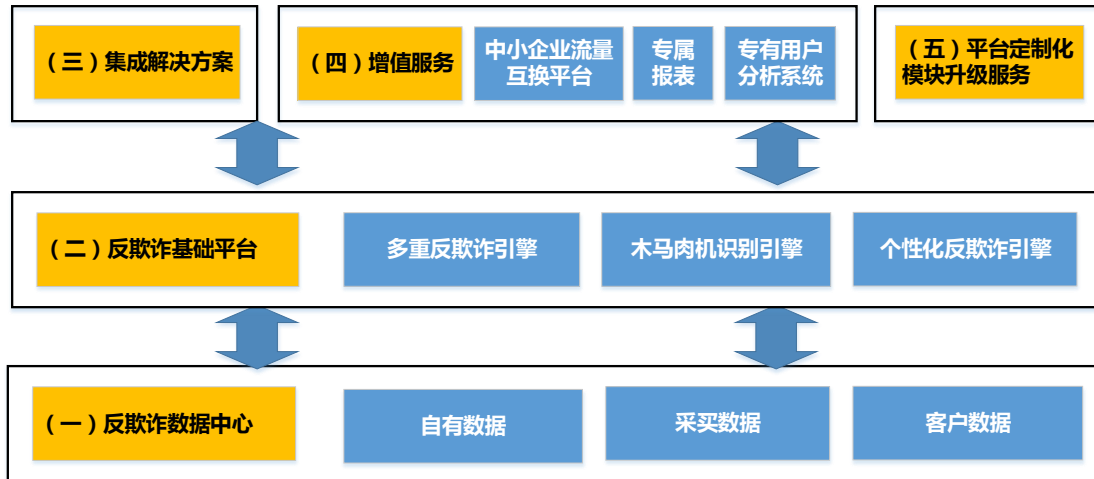 （三）集成解决方案
（四）增值服务
中小企业流量
互换平台
专属
报表
专有用户
分析系统
（五）平台定制化
模块升级服务
（二）反欺诈基础平台
多重反欺诈引擎
木马肉机识别引擎
个性化反欺诈引擎
（一）反欺诈数据中心
自有数据
采买数据
客户数据